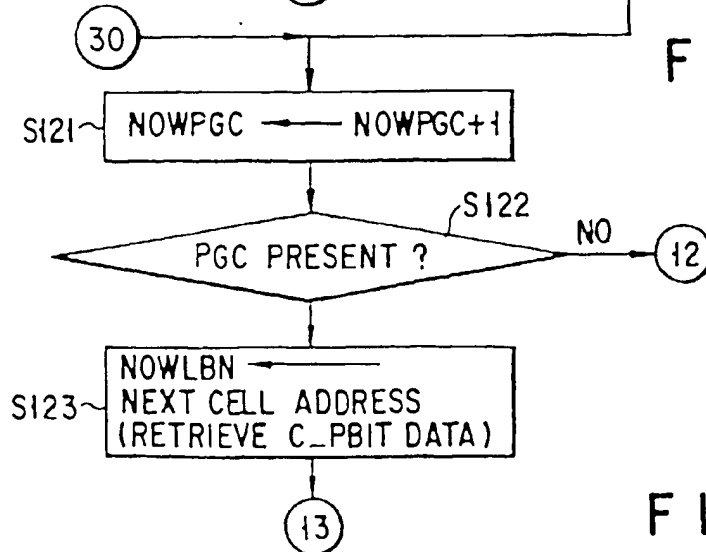 30
F
S121
NOWPGC ← NOWPGC+1
S122
PGC PRESENT ?
NO
12
S123
NOWLBN ←
NEXT CELL ADDRESS
(RETRIEVE C_PBIT DATA)
13
F I